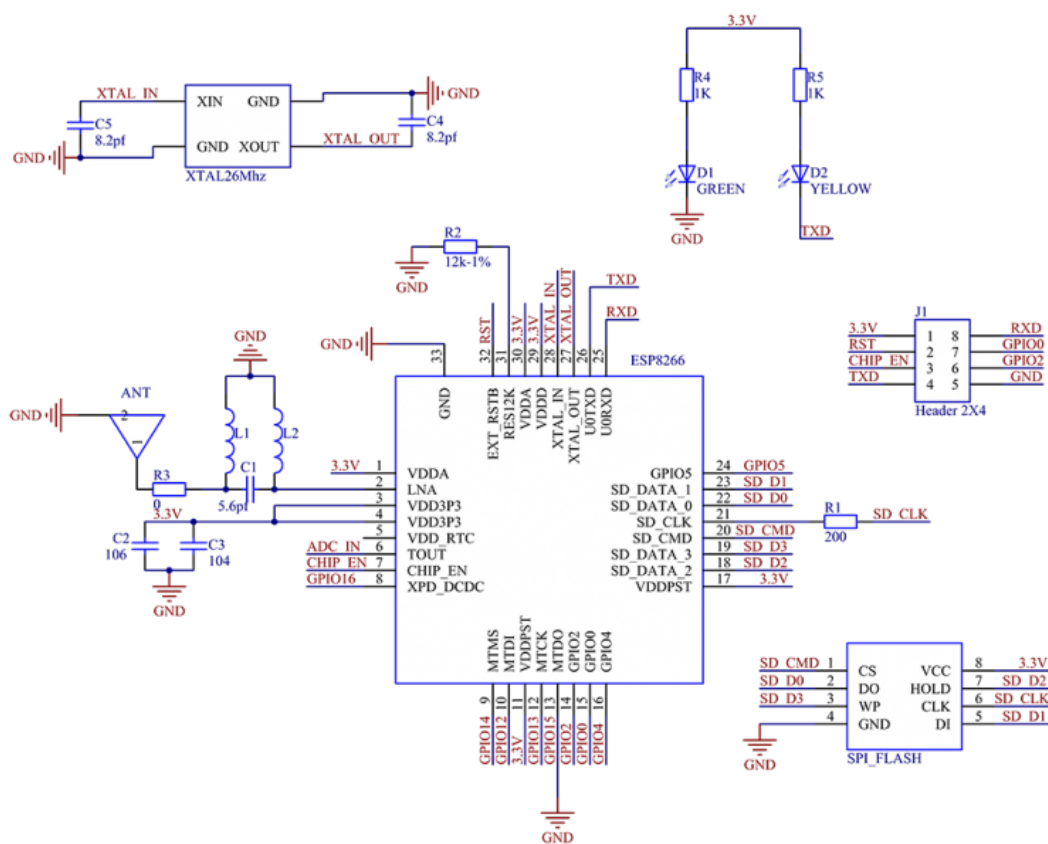 3.3V
R4
1K
R5
1K
D1
GREEN
D2
YELLOW
GND
TXD
XTAL_IN
C5
8.2pf
GND
XIN
GND
GND
XOUT
XTAL26Mhz
GND
C4
8.2pf
XTAL_OUT
R2
12k-1%
GND
RST
3.3V
3.3V
XTAL_IN
XTAL_OUT
TXD
RXD
GND
33
32
31
30
29
28
27
26
25
ESP8266
GND
EXT_RSTB
RES12K
VDDA
VDDD
XTAL_IN
XTAL_OUT
U0TXD
U0RXD
J1
3.3V 1 8 RXD
RST 2 7 GPIO0
CHIP_EN 3 6 GPIO2
TXD 4 5 GND
Header 2X4
GND
ANT
GND
2
1
L1
L2
R3
0
C1
5.6pf
3.3V
C2
106
C3
104
GND
3.3V 1 VDDA
2 LNA
3 VDD3P3
4 VDD3P3
5 VDD_RTC
ADC_IN 6 TOUT
CHIP_EN 7 CHIP_EN
GPIO16 8 XPD_DCDC
GPIO5 24 GPIO5
SD_DATA_1 23 SD_D1
SD_DATA_0 22 SD_D0
SD_CLK 21
R1
200
SD_CLK
SD_CMD 20 SD_CMD
SD_DATA_3 19 SD_D3
SD_DATA_2 18 SD_D2
VDDPST 17 3.3V
MTMS
MTDI
VDDPST
MTCK
MTDO
GPIO2
GPIO0
GPIO4
9
10
11
12
13
14
15
16
GPIO14
GPIO12
3.3V
GPIO13
GPIO15
GPIO2
GPIO0
GPIO4
GND
SD_CMD 1 CS VCC 8 3.3V
SD_D0 2 DO HOLD 7 SD_D2
SD_D3 3 WP CLK 6 SD_CLK
4 GND DI 5 SD_D1
GND
SPI_FLASH